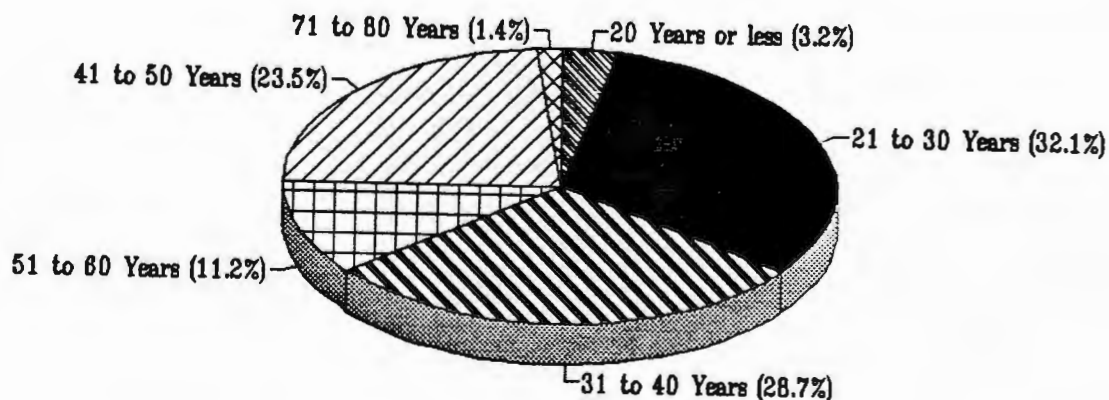 71 to 80 Years (1.4%)
20 Years or less (3.2%)
41 to 50 Years (23.5%)
21 to 30 Years (32.1%)
51 to 60 Years (11.2%)
31 to 40 Years (28.7%)